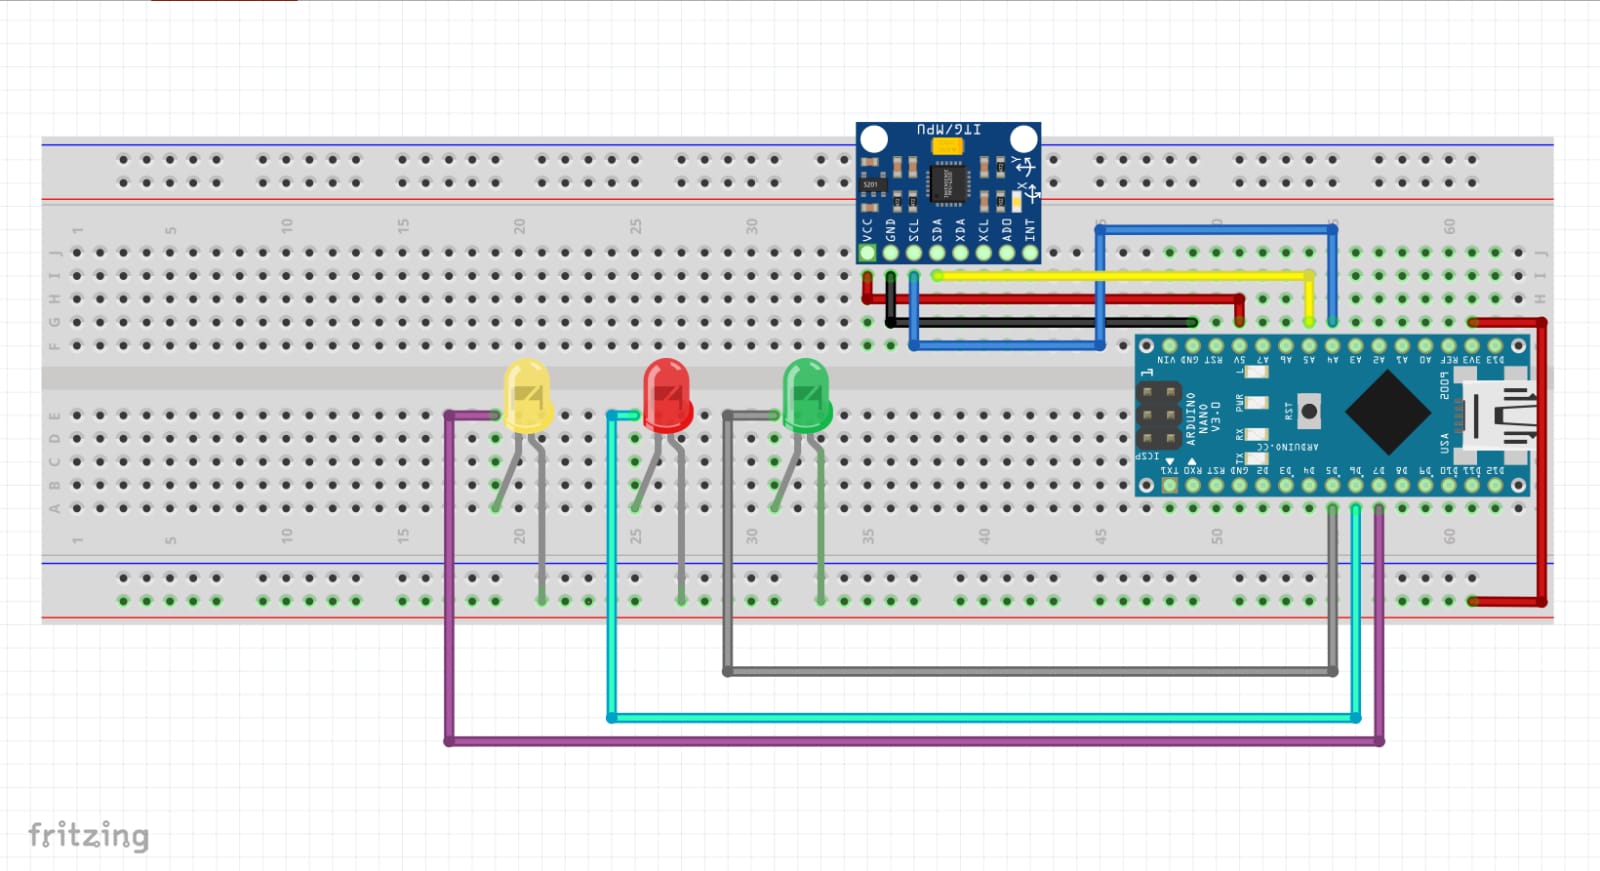 ITG/MPU
5201
Y
X
VCC GND SCL SDA XDA XCL ADO INT
1 5 10 15 20 25 30 60
J J
I I
H H
G G
F F
VIN GND RST 5V A7 A6 A5 A4 A3 A2 A1 A0 REF 3V3 D13
1
L
PWR
RX
TX
RST
2009
USA
ARDUINO
NANO
V3.0
ARDUINO.CC
ICSP
TX1 RX0 RST GND D2 D3 D4 D5 D6 D7 D8 D9 D10 D11 D12
E
D
C
B
A
1 5 10 15 20 25 30 35 40 45 50 60
fritzing